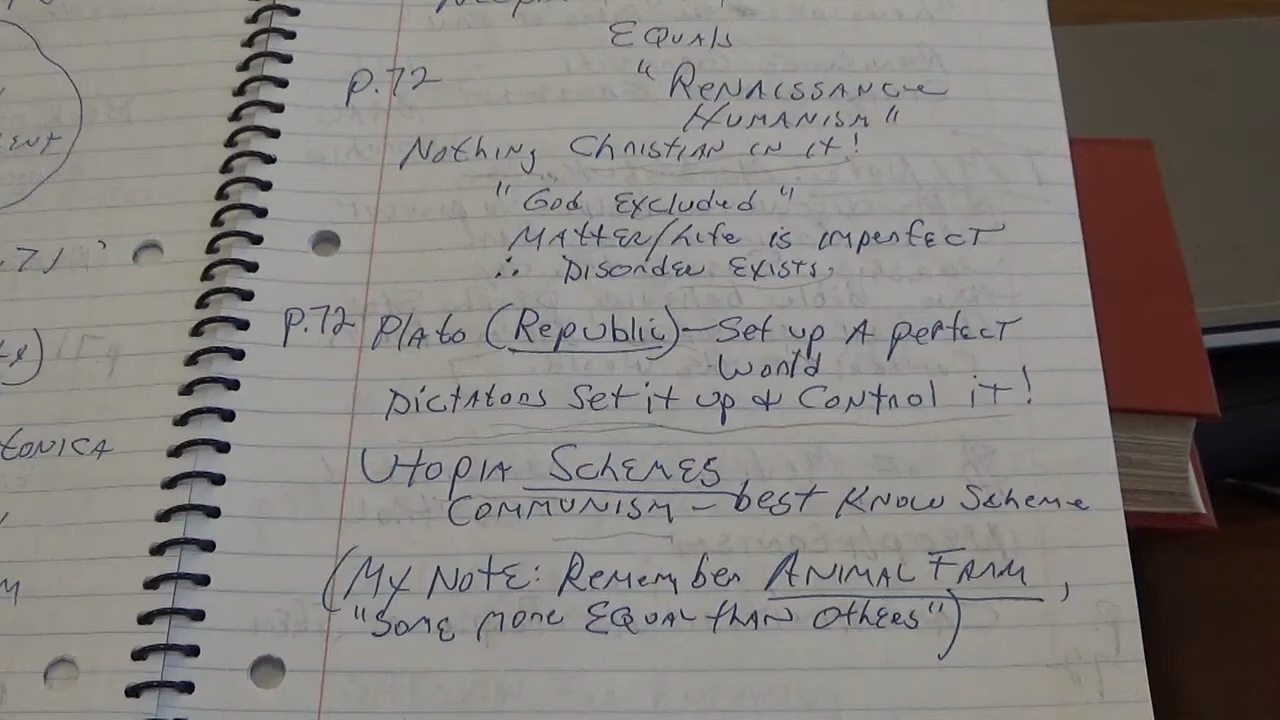 EQUALS
P.72 "RENAISSANCE
HUMANISM"
Nothing Christian in it!
"God Excluded"
MATTER/Life is imperfect
∴ Disorder Exists,
P.72 Plato (Republic) - Set up A perfect
World
Dictators Set it up & Control it!
Utopia Schemes
Communism - best Know Scheme
(My Note: Remember ANIMAL FARM,
"Some more EQUAL than others")
ENT
TONICA